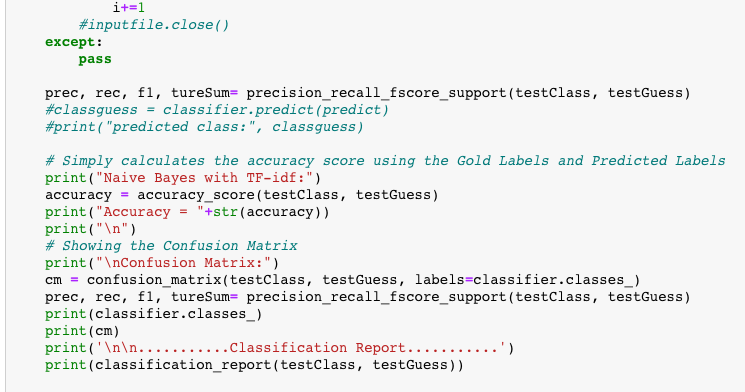 i+=1
#inputfile.close()
except:
pass
prec, rec, f1, tureSum= precision_recall_fscore_support(testClass, testGuess)
#classguess = classifier.predict(predict)
#print("predicted class:", classguess)
# Simply calculates the accuracy score using the Gold Labels and Predicted Labels
print("Naive Bayes with TF-idf:")
accuracy = accuracy_score(testClass, testGuess)
print("Accuracy = "+str(accuracy))
print("\n")
# Showing the Confusion Matrix
print("\nConfusion Matrix:")
cm = confusion_matrix(testClass, testGuess, labels=classifier.classes_)
prec, rec, f1, tureSum= precision_recall_fscore_support(testClass, testGuess)
print(classifier.classes_)
print(cm)
print('\n\n...........Classification Report...........')
print(classification_report(testClass, testGuess))